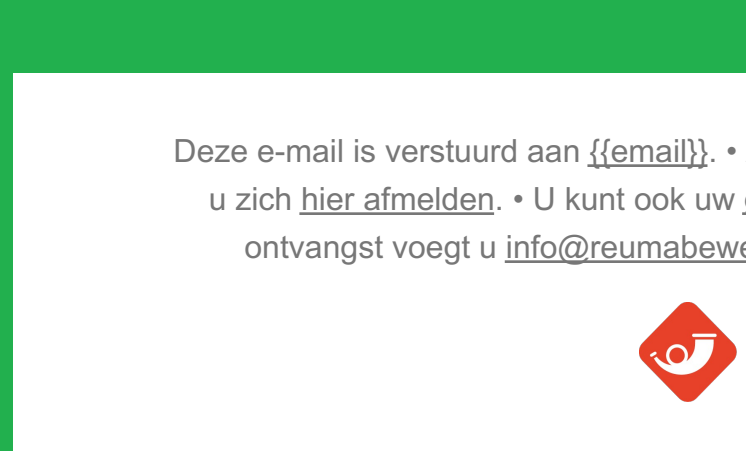 Deze e-mail is verstuurd aan {{email}}. •
u zich hier afmelden. • U kunt ook uw
ontvangst voegt u info@reumabewe